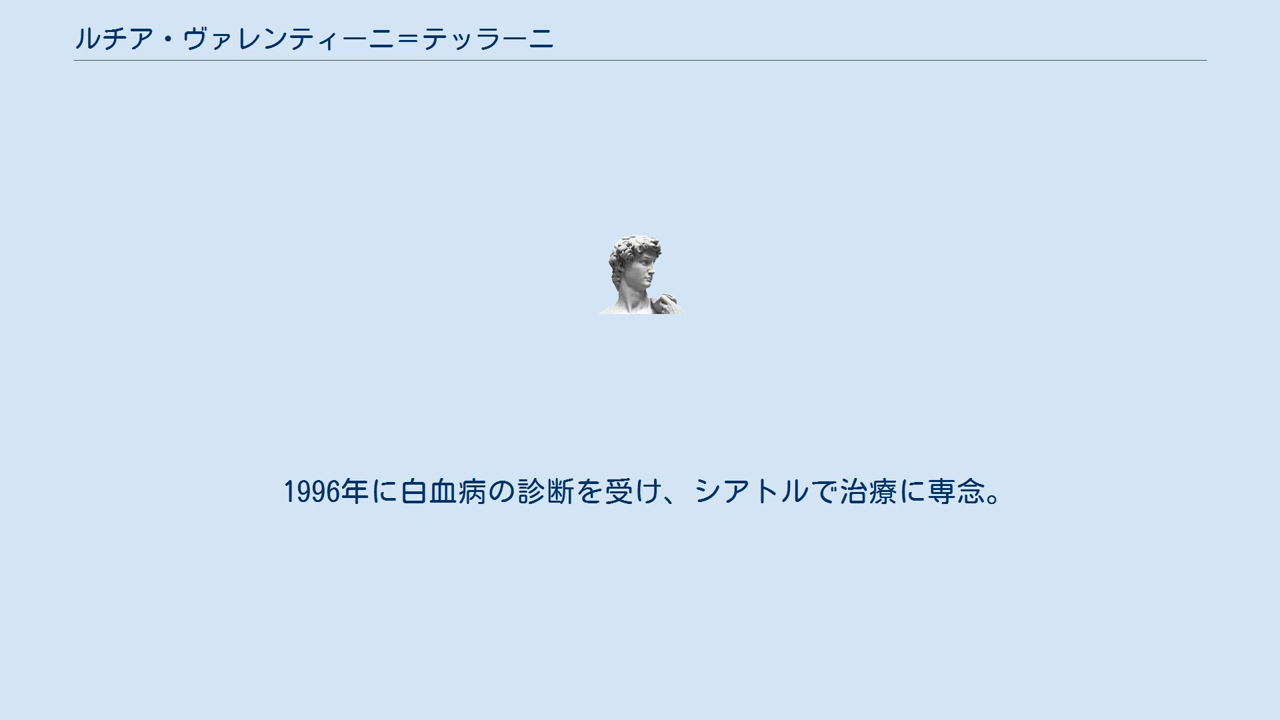 ルチア・ヴァレンティーニ＝テッラーニ
1996年に白血病の診断を受け、シアトルで治療に専念。